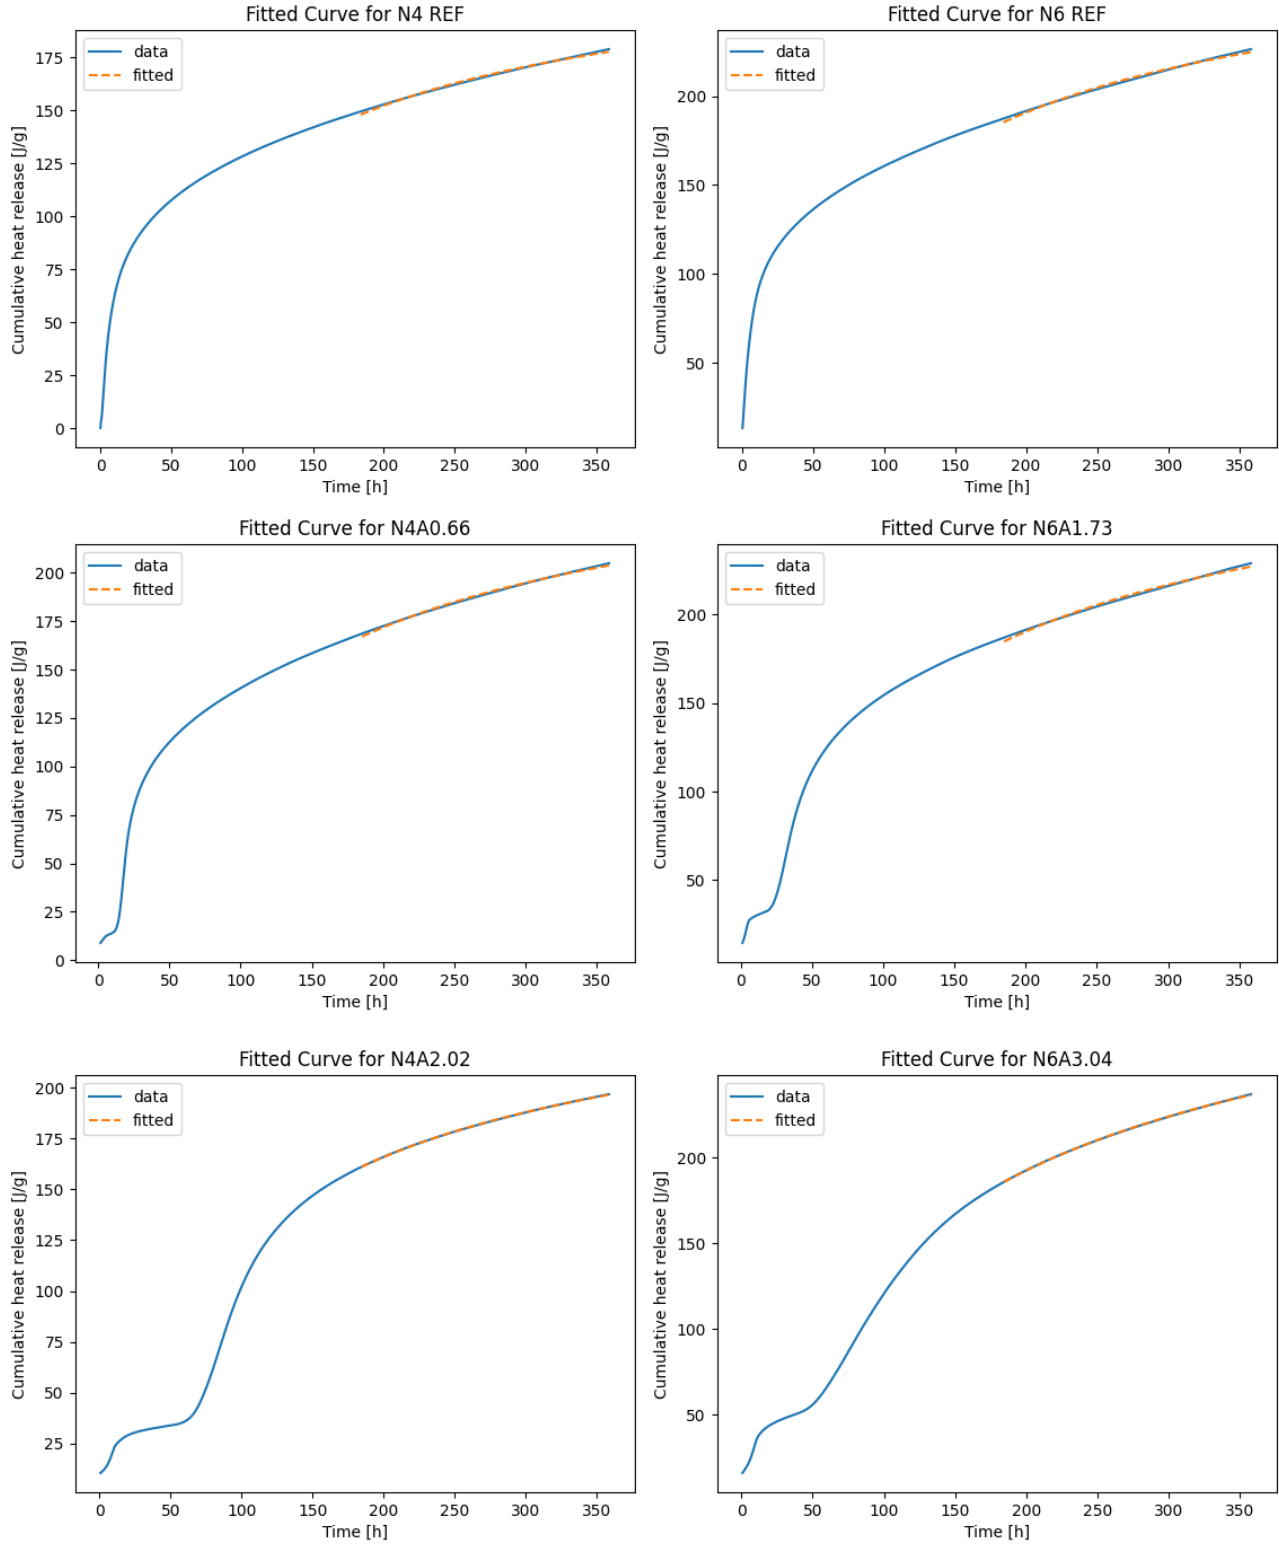 Fitted Curve for N4 REF
data
fitted
Cumulative heat release [J/g]
175
150
125
100
75
50
25
0
0 50 100 150 200 250 300 350
Time [h]
Fitted Curve for N6 REF
data
fitted
Cumulative heat release [J/g]
200
150
100
50
0 50 100 150 200 250 300 350
Time [h]
Fitted Curve for N4A0.66
data
fitted
Cumulative heat release [J/g]
200
175
150
125
100
75
50
25
0
0 50 100 150 200 250 300 350
Time [h]
Fitted Curve for N6A1.73
data
fitted
Cumulative heat release [J/g]
200
150
100
50
0 50 100 150 200 250 300 350
Time [h]
Fitted Curve for N4A2.02
data
fitted
Cumulative heat release [J/g]
200
175
150
125
100
75
50
25
0 50 100 150 200 250 300 350
Time [h]
Fitted Curve for N6A3.04
data
fitted
Cumulative heat release [J/g]
200
150
100
50
0 50 100 150 200 250 300 350
Time [h]